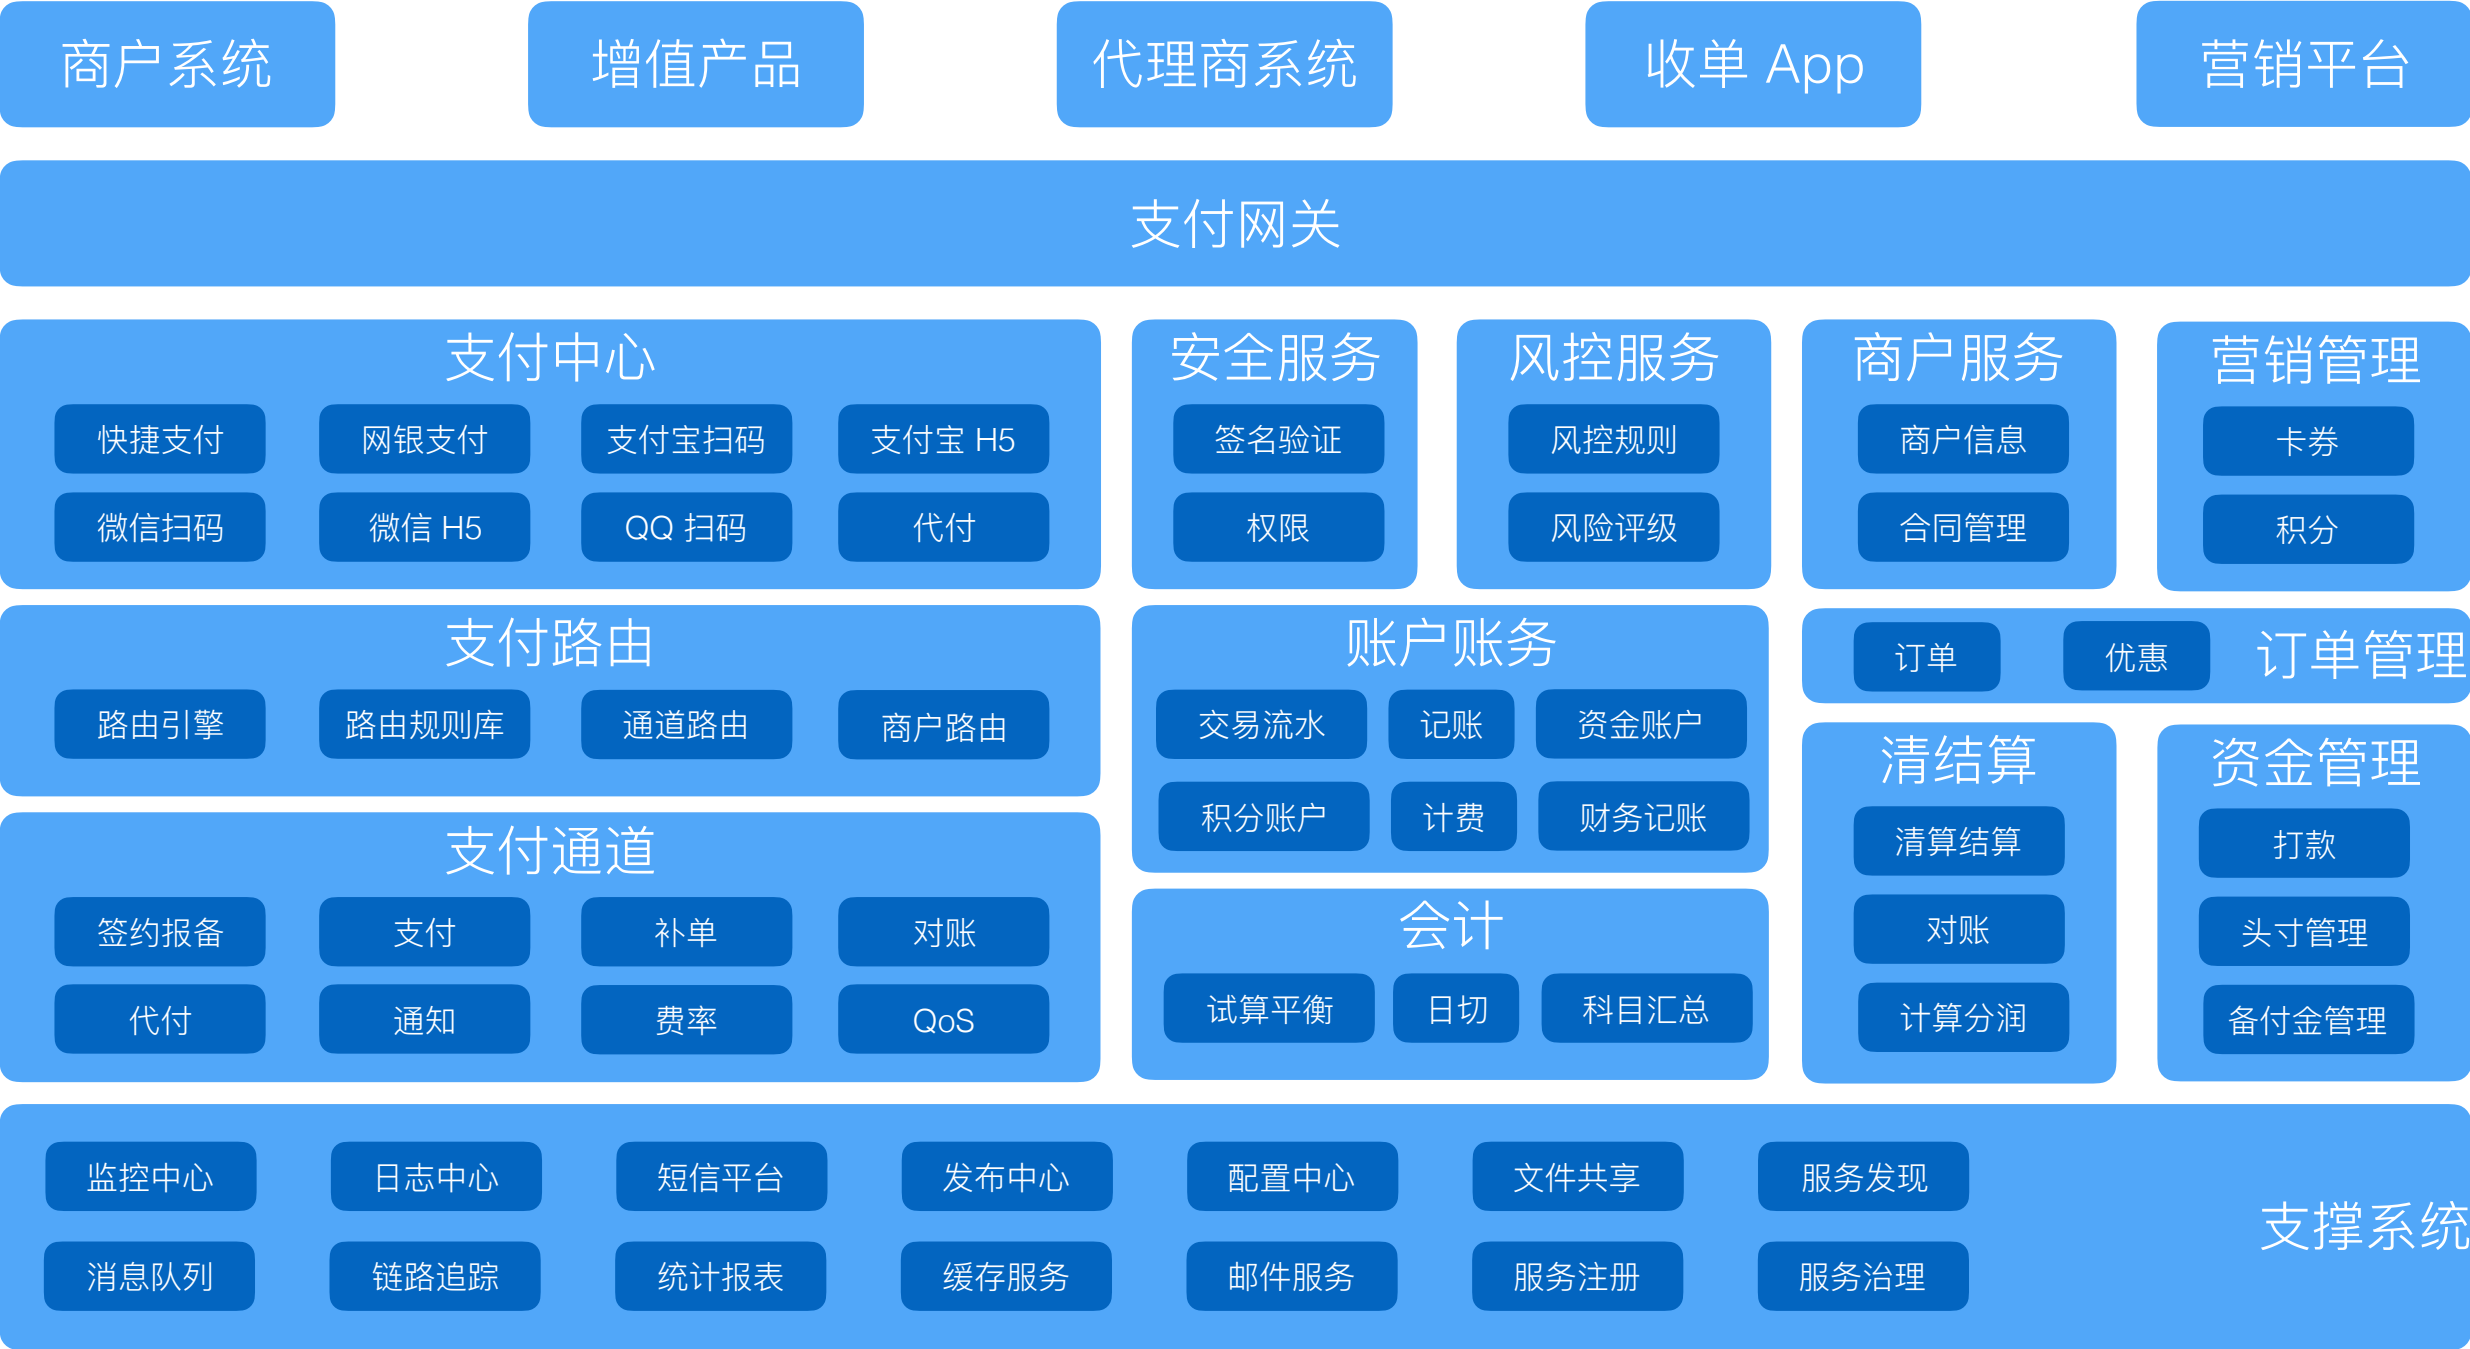 商户系统
增值产品
代理商系统
收单 App
营销平台
支付网关
支付中心
快捷支付
网银支付
支付宝扫码
支付宝 H5
微信扫码
微信 H5
QQ 扫码
代付
安全服务
签名验证
权限
风控服务
风控规则
风险评级
商户服务
商户信息
合同管理
营销管理
卡券
积分
支付路由
路由引擎
路由规则库
通道路由
商户路由
账户账务
交易流水
记账
资金账户
积分账户
计费
财务记账
订单
优惠
订单管理
支付通道
签约报备
支付
补单
对账
代付
通知
费率
QoS
会计
试算平衡
日切
科目汇总
清结算
清算结算
对账
计算分润
资金管理
打款
头寸管理
备付金管理
监控中心
日志中心
短信平台
发布中心
配置中心
文件共享
服务发现
支撑系统
消息队列
链路追踪
统计报表
缓存服务
邮件服务
服务注册
服务治理